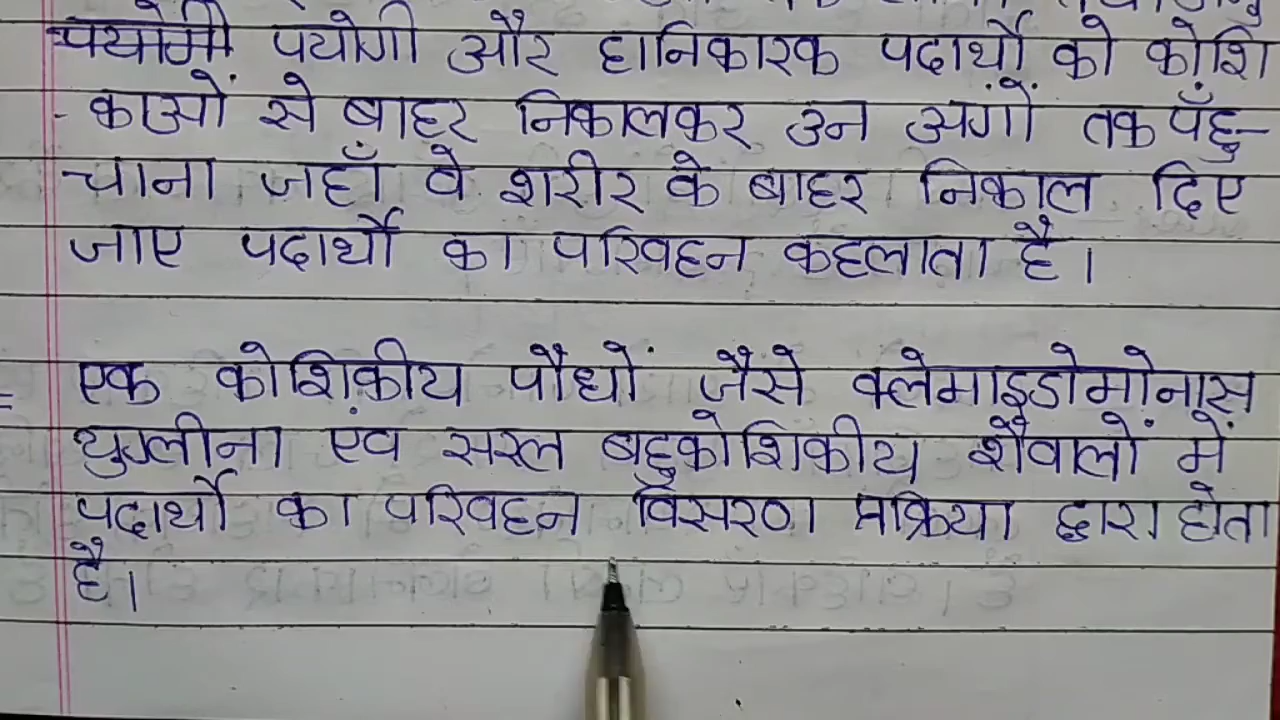 पयोगी पयोगी और हानिकारक पदार्थों को कोशि
- काओं से बाहर निकालकर उन अंगों तक पहुँ-
चाना जहाँ वे शरीर के बाहर निकाल दिए
जाए पदार्थों का परिवहन कहलाता है।
एक कोशिकीय पौधों जैसे क्लेमाइडोमोनास
युग्लीना एंव सरल बहुकोशिकीय शैवालों में
पदार्थों का परिवहन विसरण प्रक्रिया द्वारा होता
है।